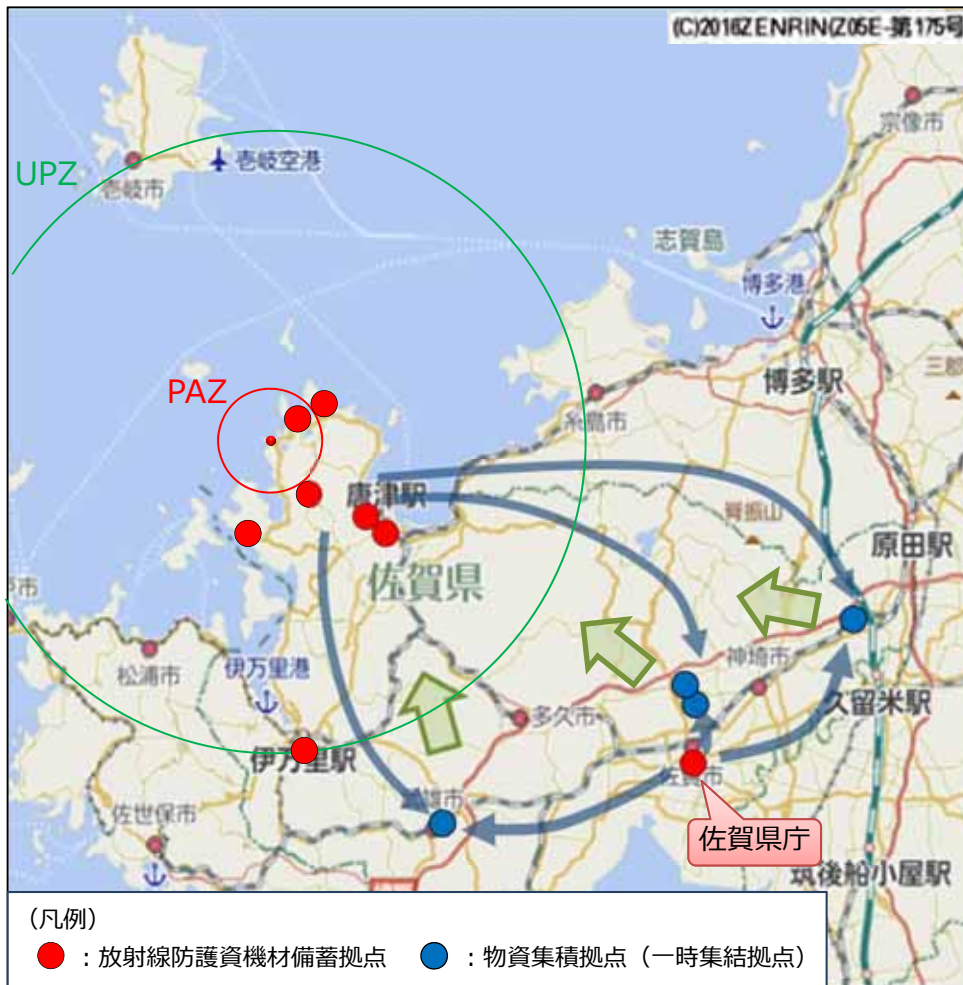 (C)2016ZENRIN(Z05E-第175号
宗像市
UPZ
壱岐空港
壱岐市
志賀島
博多港
PAZ
博多駅
糸島市
唐津駅
脊振山
原田駅
佐賀県
松浦市
伊万里港
神埼市
久留米駅
多久市
伊万里駅
佐世保市
佐賀県庁
筑後船小屋駅
(凡例)
：放射線防護資機材備蓄拠点
：物資集積拠点（一時集結拠点）